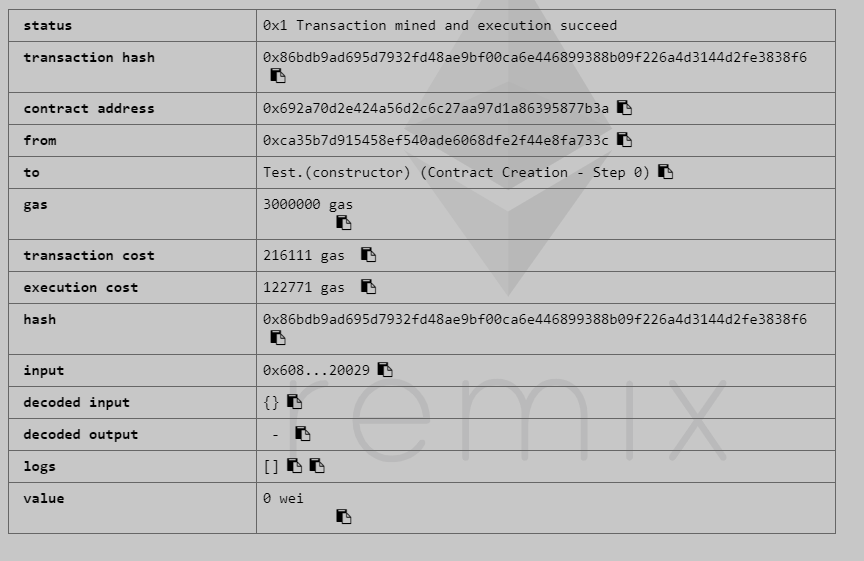 status 0x1 Transaction mined and execution succeed
transaction hash 0x86bdb9ad695d7932fd48ae9bf00ca6e446899388b09f226a4d3144d2fe3838f6
contract address 0x692a70d2e424a56d2c6c27aa97d1a86395877b3a
from 0xca35b7d915458ef540ade6068dfe2f44e8fa733c
to Test.(constructor) (Contract Creation - Step 0)
gas 3000000 gas
transaction cost 216111 gas
execution cost 122771 gas
hash 0x86bdb9ad695d7932fd48ae9bf00ca6e446899388b09f226a4d3144d2fe3838f6
input 0x608...20029
decoded input {}
decoded output -
logs []
value 0 wei
remix